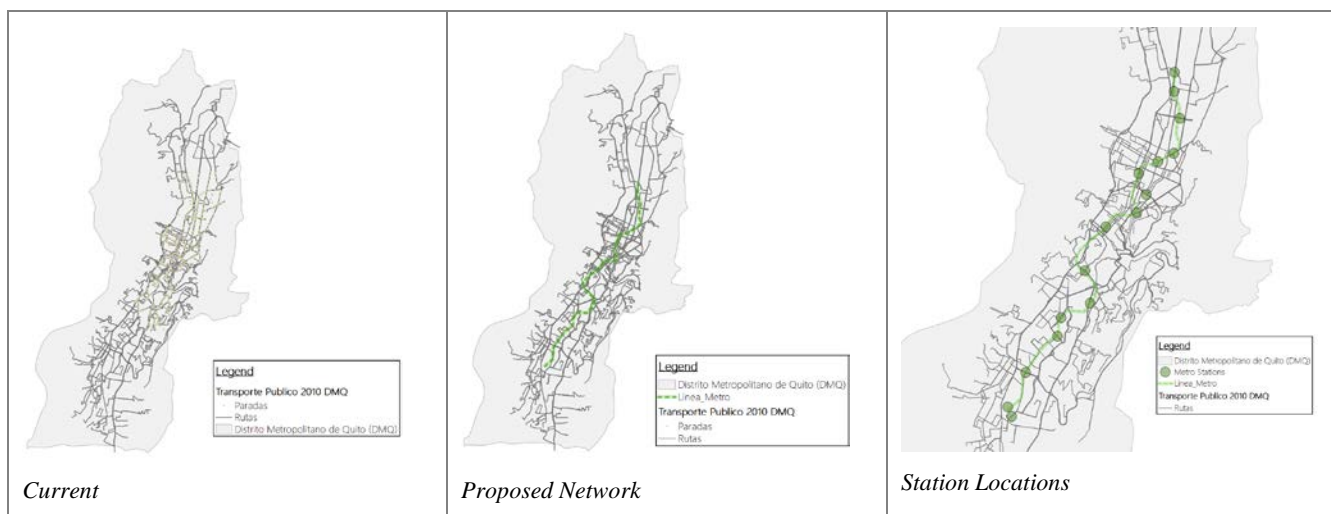 Legend
Transporte Publico 2010 DMQ
Paradas
Rutas
Distrito Metropolitano de Quito (DMQ)
Current
Legend
Distrito Metropolitano de Quito (DMQ)
Linea_Metro
Transporte Publico 2010 DMQ
Paradas
Rutas
Proposed Network
Legend
Distrito Metropolitano de Quito (DMQ)
Metro Stations
Linea_Metro
Transporte Publico 2010 DMQ
Rutas
Station Locations